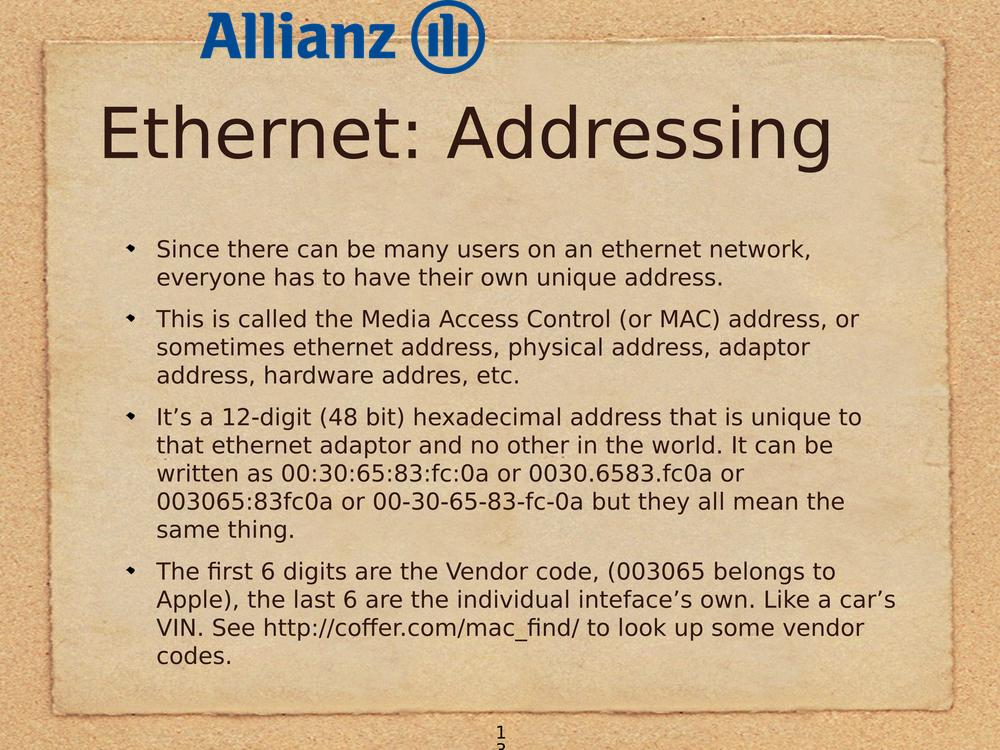 Allianz
Ethernet: Addressing
Since there can be many users on an ethernet network,
everyone has to have their own unique address.
This is called the Media Access Control (or MAC) address, or
sometimes ethernet address, physical address, adaptor
address, hardware addres, etc.
It’s a 12-digit (48 bit) hexadecimal address that is unique to
that ethernet adaptor and no other in the world. It can be
written as 00:30:65:83:fc:0a or 0030.6583.fc0a or
003065:83fc0a or 00-30-65-83-fc-0a but they all mean the
same thing.
The first 6 digits are the Vendor code, (003065 belongs to
Apple), the last 6 are the individual inteface’s own. Like a car’s
VIN. See http://coffer.com/mac_find/ to look up some vendor
codes.
1